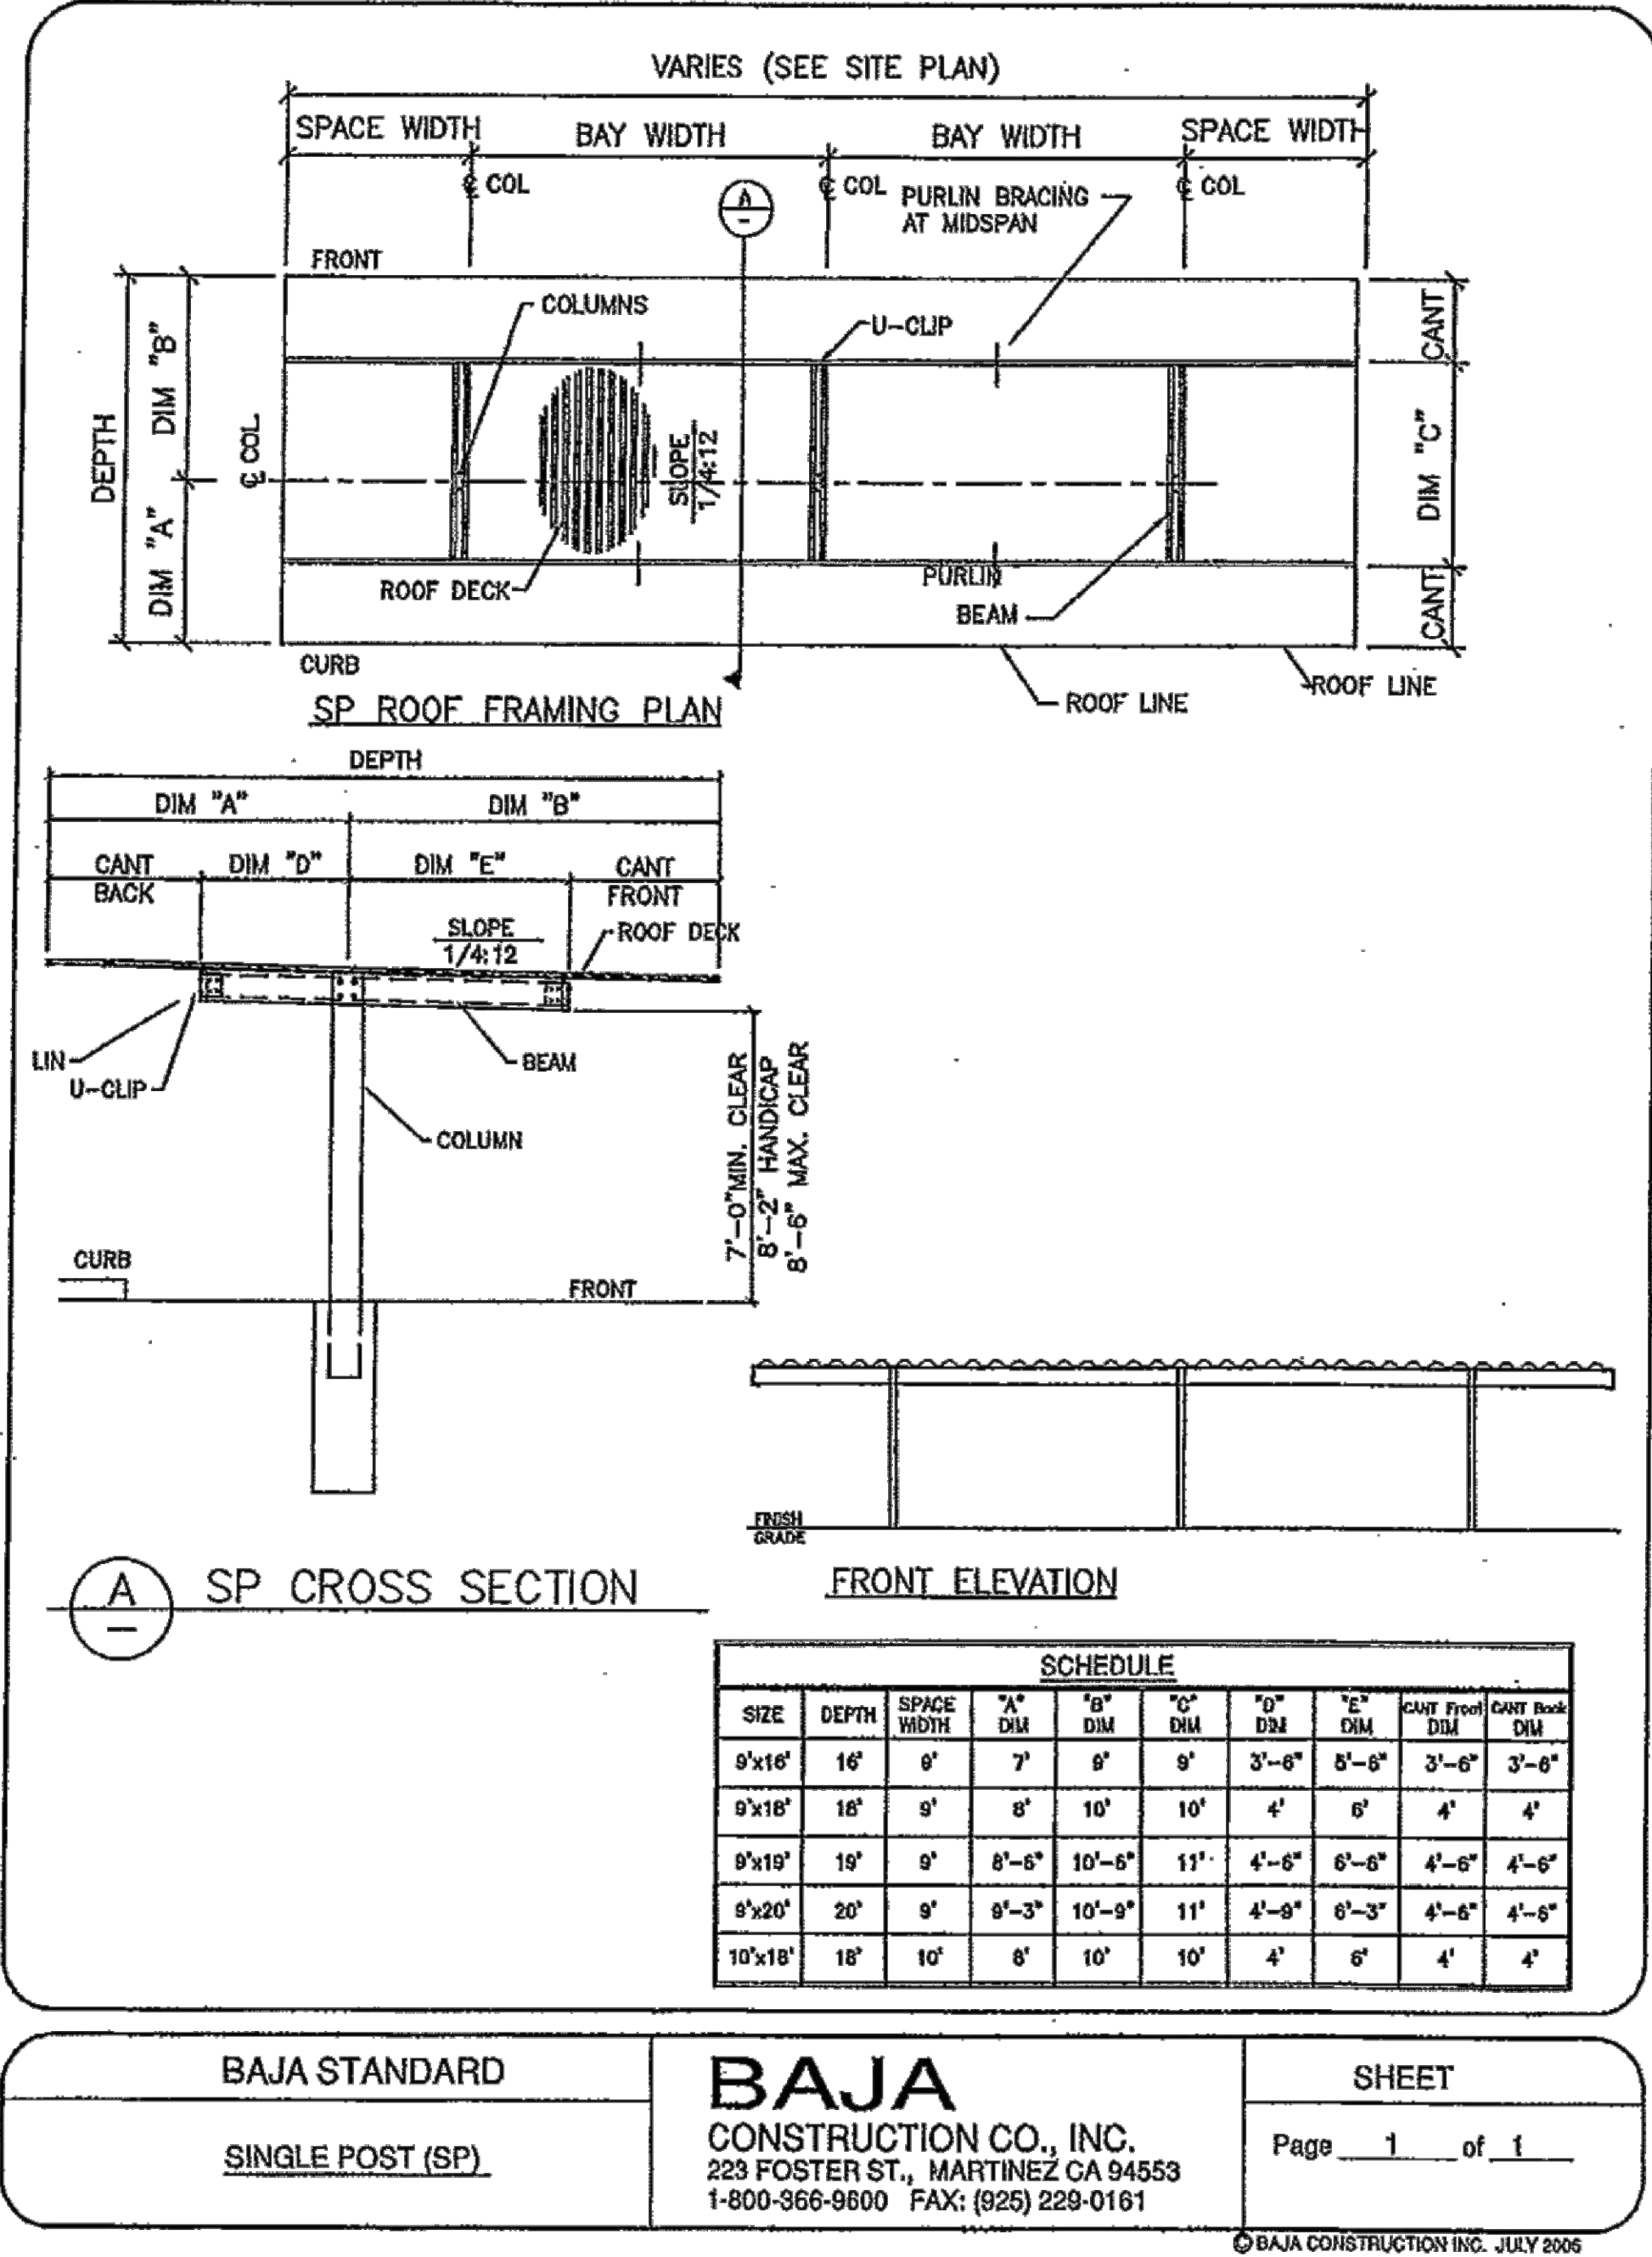 VARIES (SEE SITE PLAN)
SPACE WIDTH BAY WIDTH BAY WIDTH SPACE WIDTH
℄ COL ℄ COL ℄ COL
A
-
PURLIN BRACING
AT MIDSPAN
FRONT
COLUMNS
U-CLIP
CANT
DIM "B"
DEPTH
℄ COL.
SLOPE
1/4:12
DIM "C"
DIM "A"
ROOF DECK
PURLIN
BEAM
CANT
CURB
ROOF LINE
ROOF LINE
SP ROOF FRAMING PLAN
DEPTH
DIM "A" DIM "B"
CANT DIM "D" DIM "E" CANT
BACK FRONT
SLOPE
1/4:12
ROOF DECK
LIN
U-CLIP
BEAM
COLUMN
7'-0"MIN. CLEAR
8'-2" HANDICAP
8'-6" MAX. CLEAR
CURB
FRONT
FINISH
GRADE
A
-
SP CROSS SECTION
FRONT ELEVATION
SCHEDULE
SIZE DEPTH SPACE WIDTH "A" DIM "B" DIM "C" DIM "D" DIM "E" DIM CANT Front DIM CANT Back DIM
9'x16' 16' 9' 7' 9' 9' 3'-6" 5'-6" 3'-6" 3'-6"
9'x18' 18' 9' 8' 10' 10' 4' 6' 4' 4'
9'x19' 19' 9' 8'-6" 10'-6" 11' 4'-6" 6'-6" 4'-6" 4'-6"
9'x20' 20' 9' 9'-3" 10'-9" 11' 4'-9" 6'-3" 4'-6" 4'-6"
10'x18' 18' 10' 8' 10' 10' 4' 6' 4' 4'
BAJA STANDARD
SINGLE POST (SP)
BAJA
CONSTRUCTION CO., INC.
223 FOSTER ST., MARTINEZ CA 94553
1-800-366-9600 FAX: (925) 229-0161
SHEET
Page 1 of 1
© BAJA CONSTRUCTION INC. JULY 2006